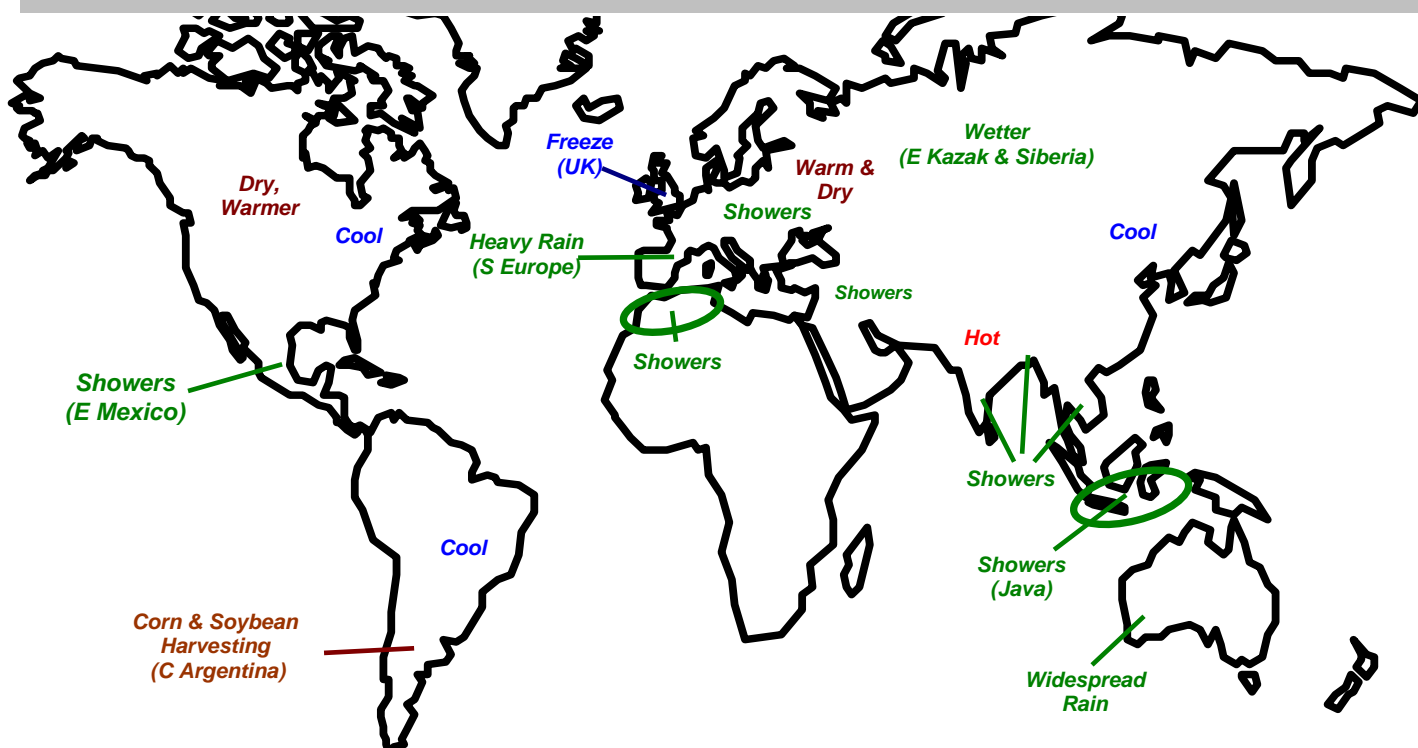 Freeze
(UK)
Wetter
(E Kazak & Siberia)
Dry,
Warmer
Warm &
Dry
Showers
Cool
Cool
Heavy Rain
(S Europe)
Showers
Hot
Showers
Showers
(E Mexico)
Showers
Cool
Showers
(Java)
Corn & Soybean
Harvesting
(C Argentina)
Widespread
Rain